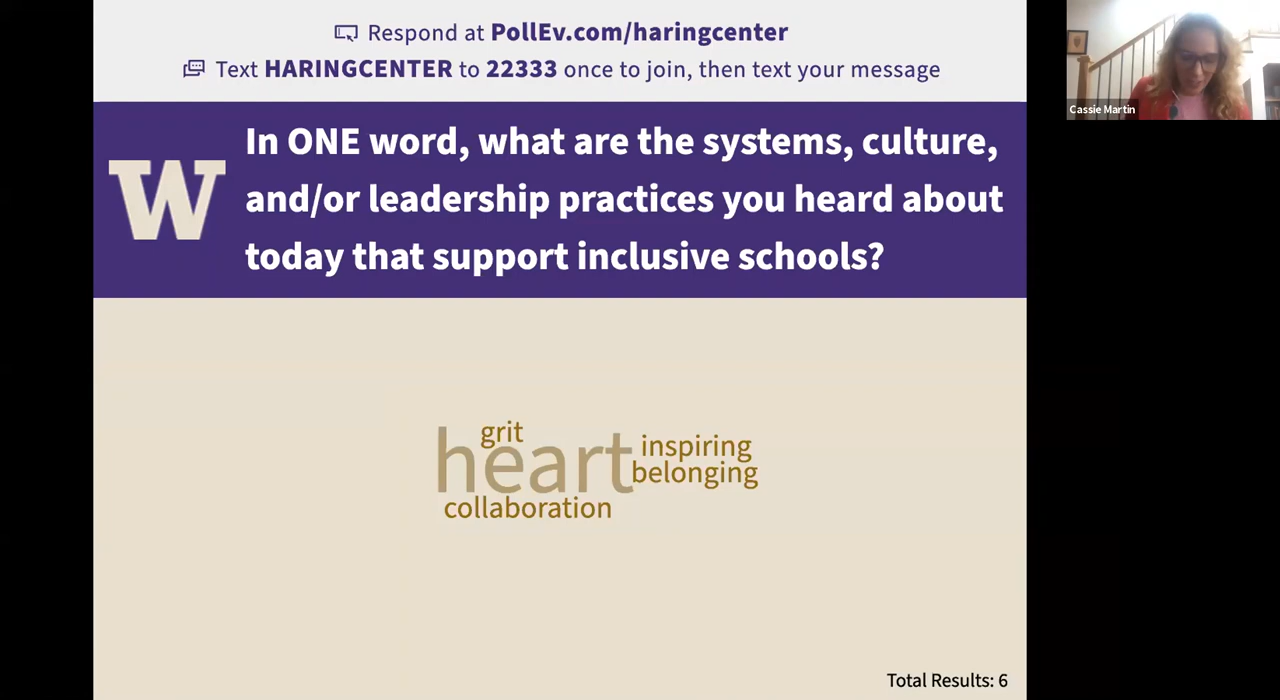 Respond at PollEv.com/haringcenter
Text HARINGCENTER to 22333 once to join, then text your message
Cassie Martin
W
In ONE word, what are the systems, culture,
and/or leadership practices you heard about
today that support inclusive schools?
grit
heart
inspiring
belonging
collaboration
Total Results: 6